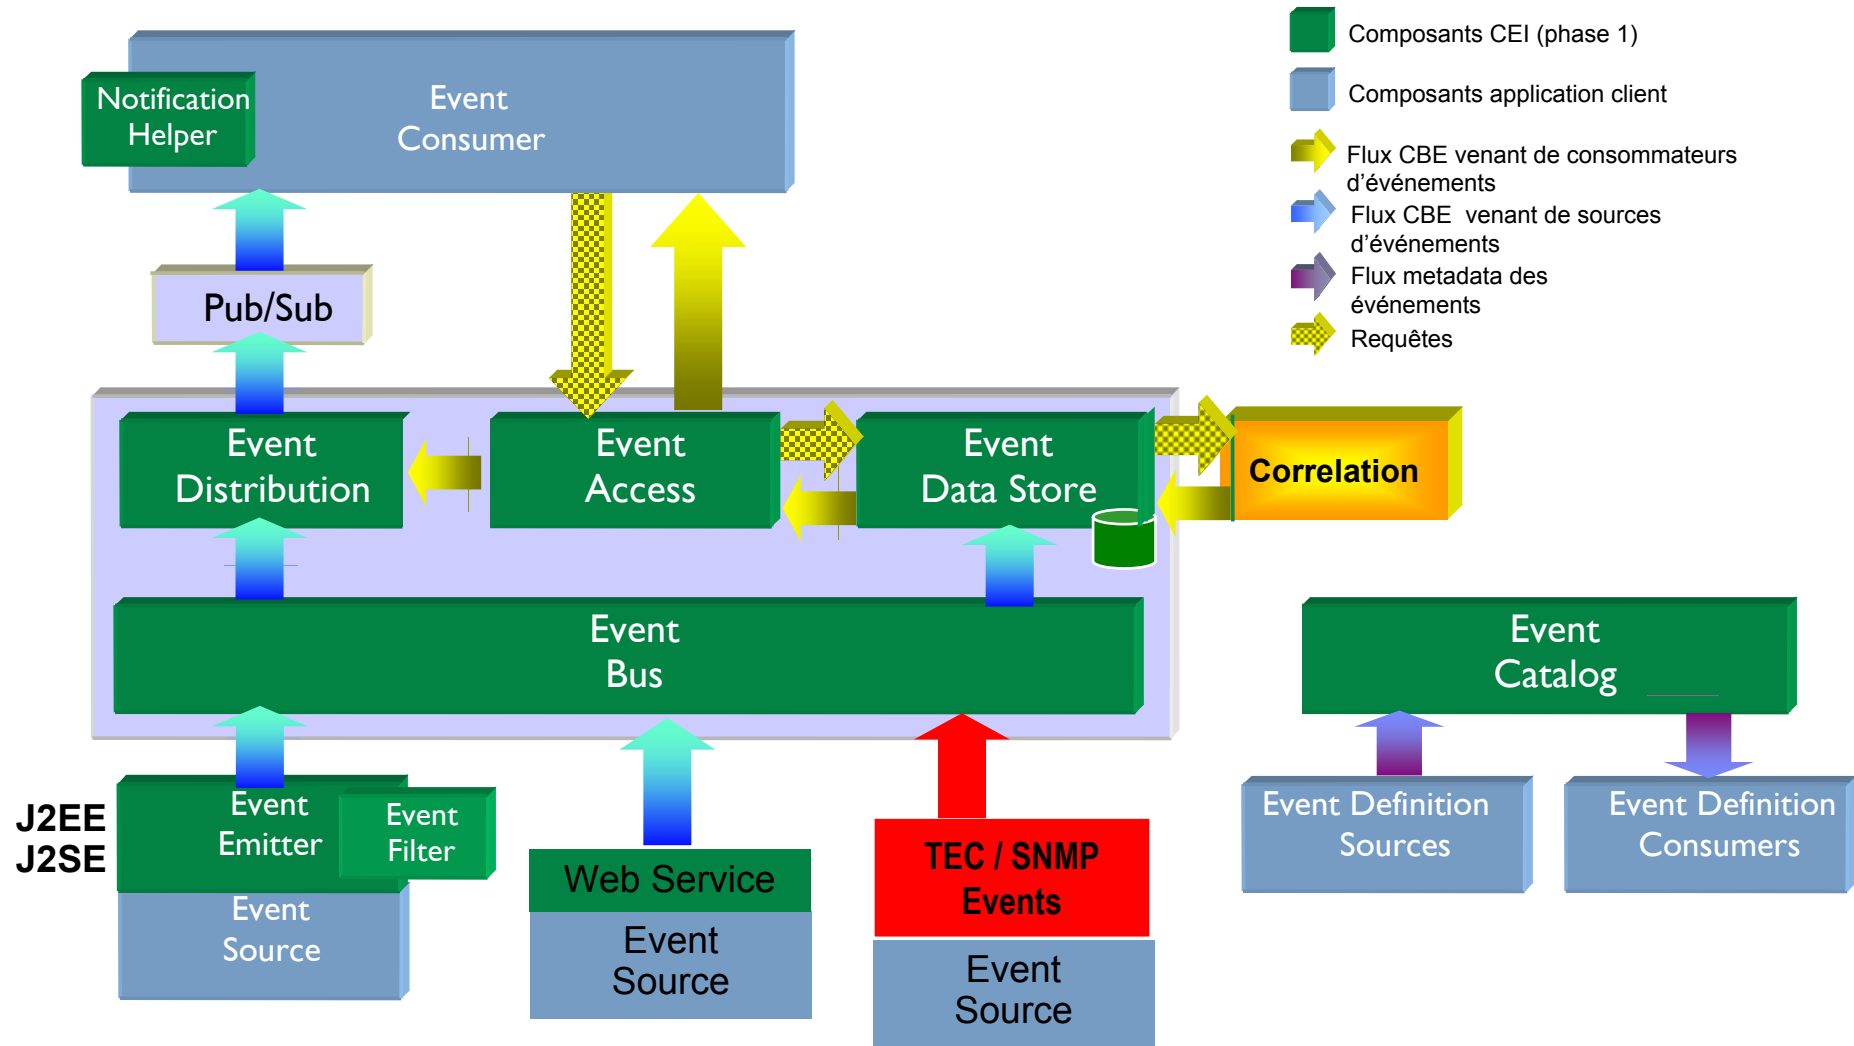 Notification
Helper
Event
Consumer
Composants CEI (phase 1)
Composants application client
Flux CBE venant de consommateurs
d'événements
Flux CBE  venant de sources
d'événements
Flux metadata des
événements
Requêtes
Pub/Sub
Event
Distribution
Event
Access
Event
Data Store
Correlation
Event
Bus
Event
Catalog
J2EE
J2SE
Event
Emitter
Event
Filter
Event
Source
Web Service
Event
Source
TEC / SNMP
Events
Event
Source
Event Definition
Sources
Event Definition
Consumers